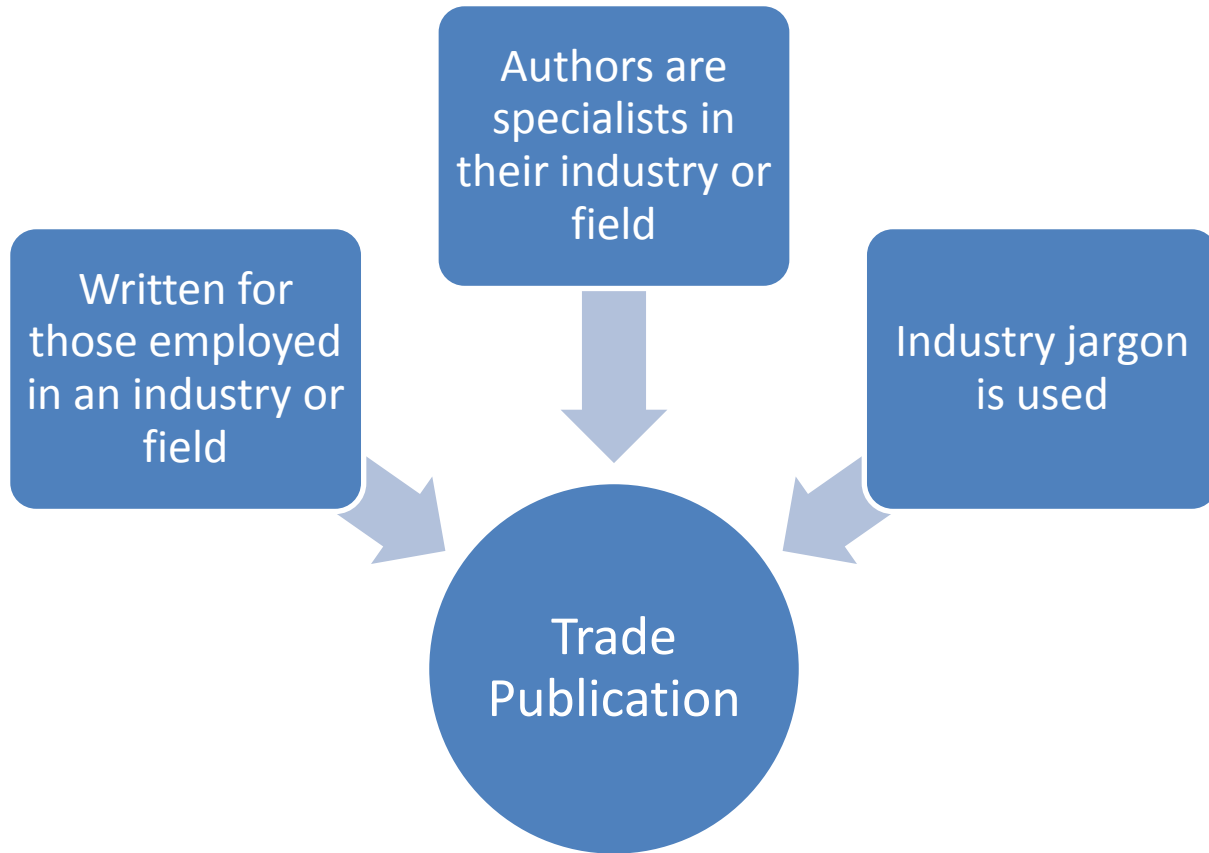 Authors are
specialists in
their industry or
field
Written for
those employed
in an industry or
field
Industry jargon
is used
Trade
Publication